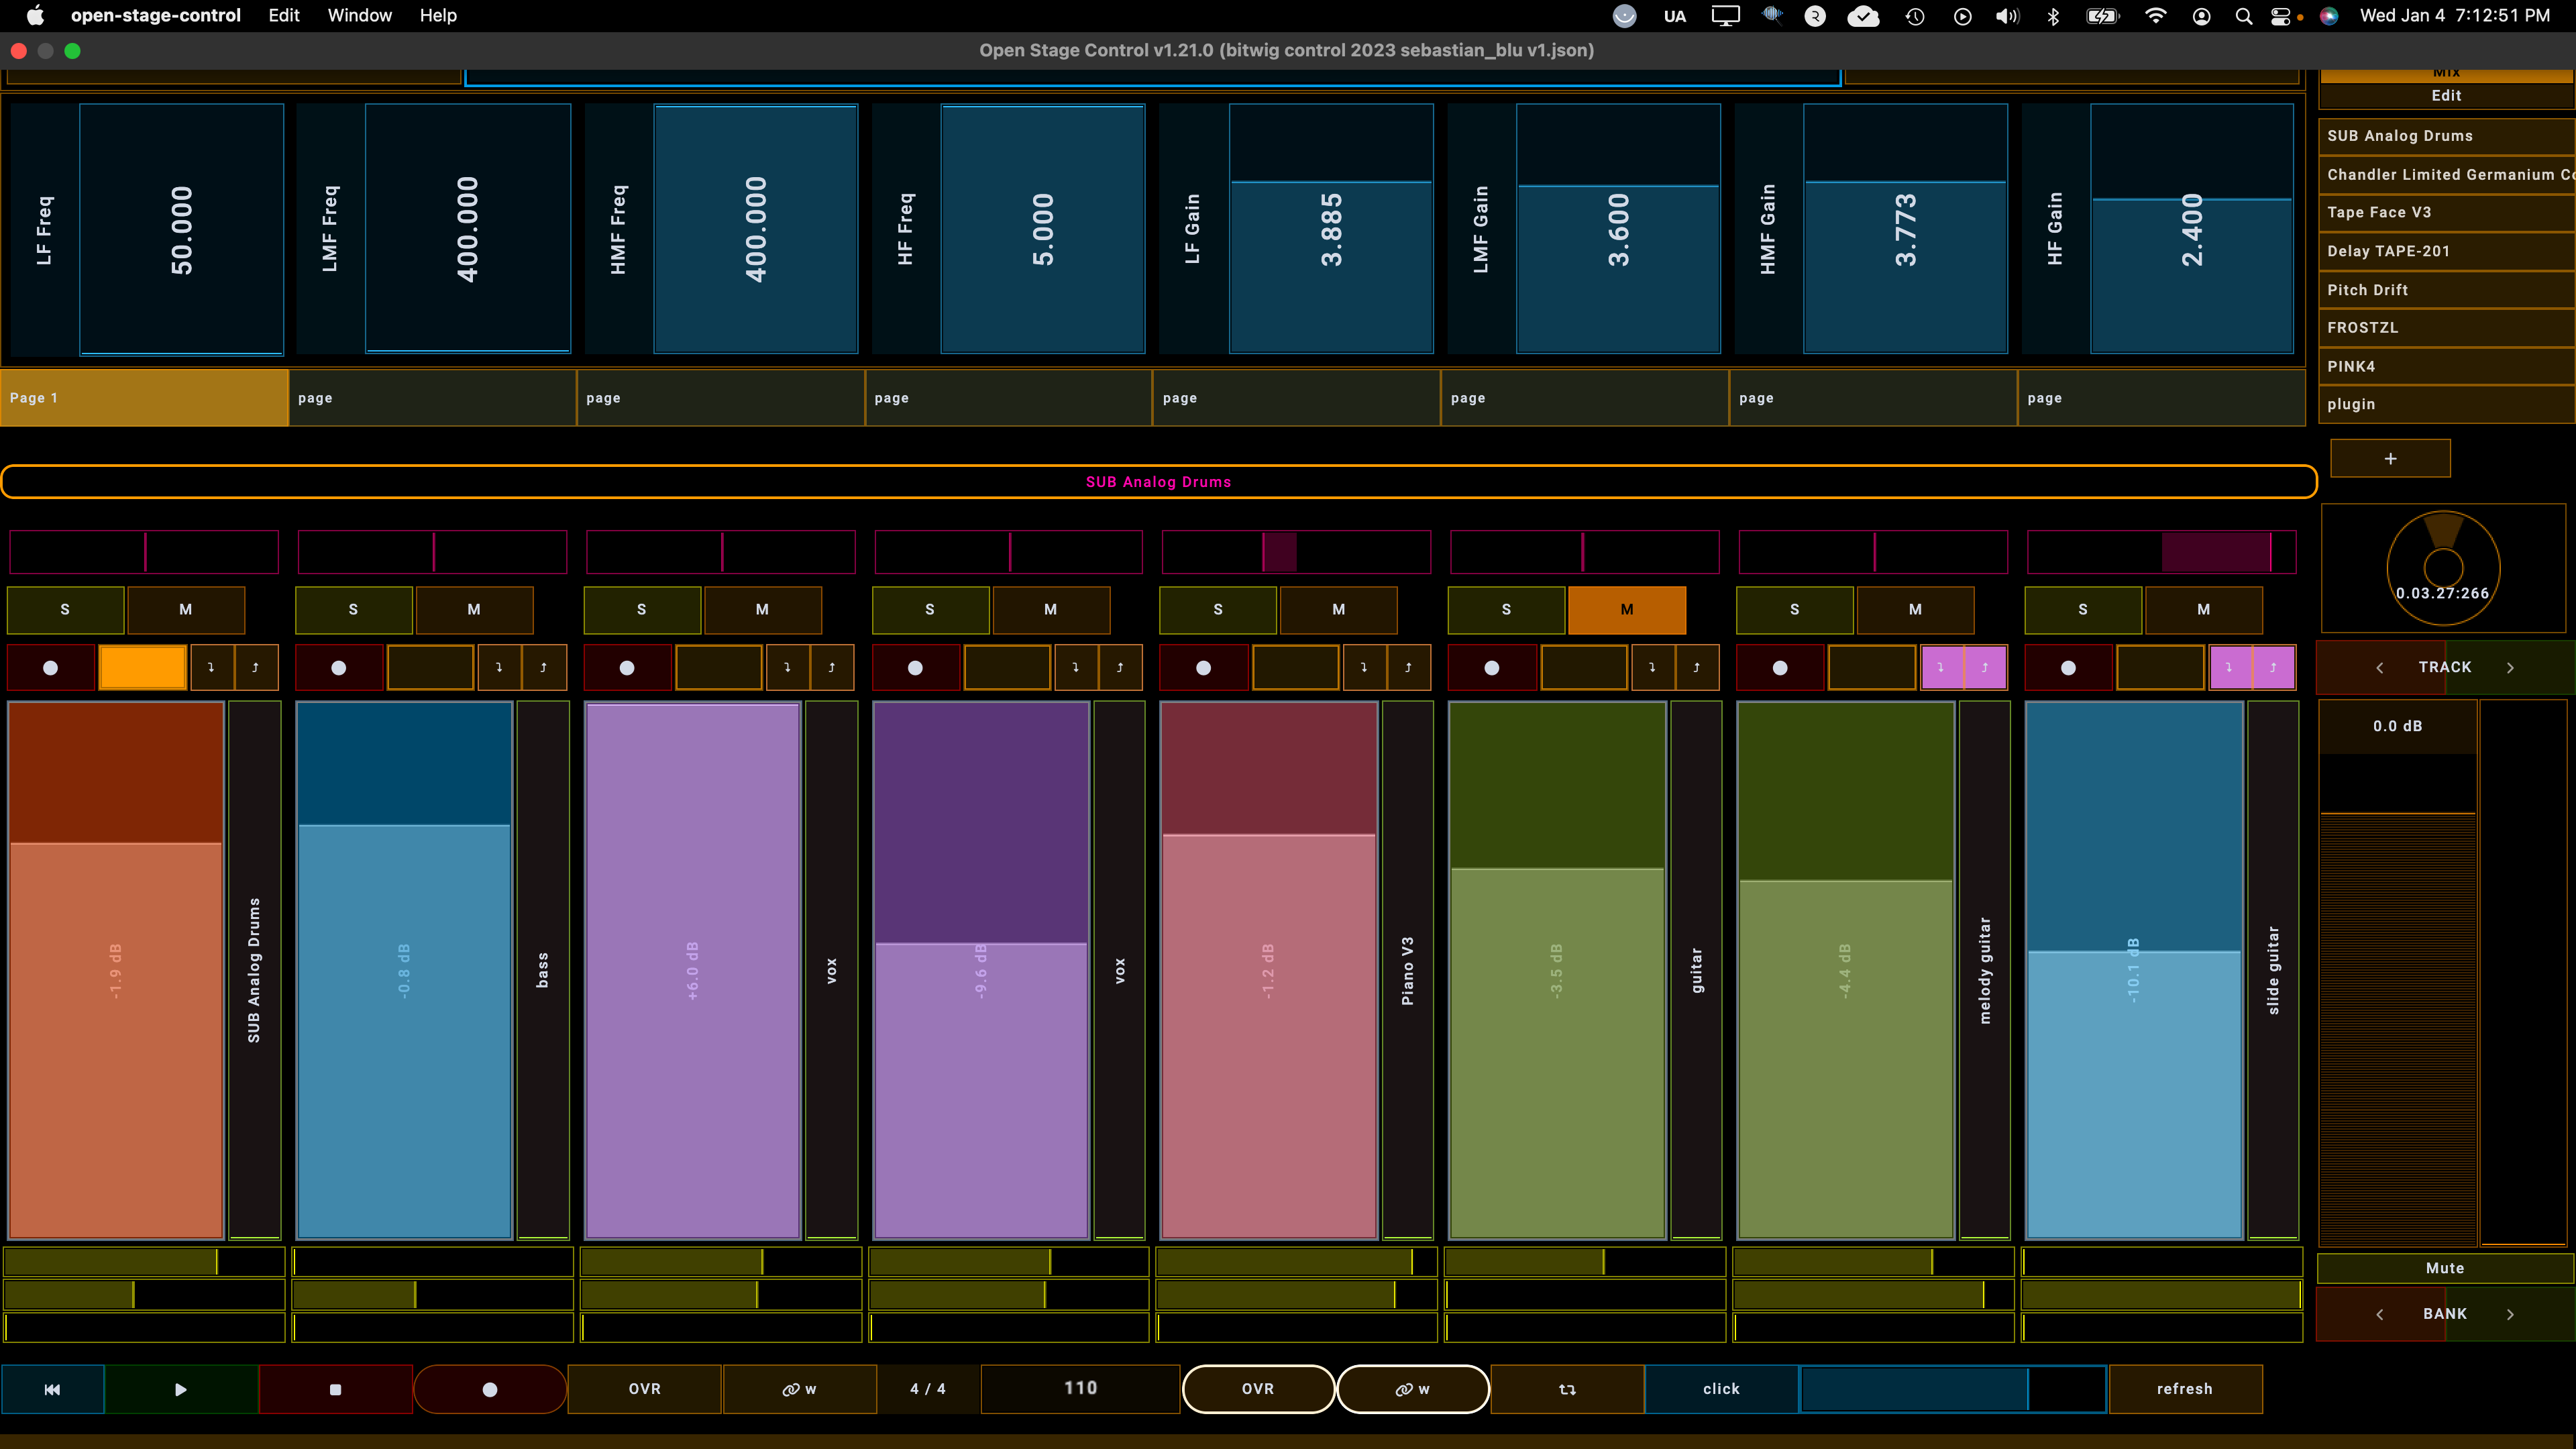 open-stage-control Edit Window Help UA Wed Jan 4 7:12:51 PM
Open Stage Control v1.21.0 (bitwig control 2023 sebastian_blu v1.json)
Mix
Edit
LF Freq 50.000 LMF Freq 400.000 HMF Freq 400.000 HF Freq 5.000 LF Gain 3.885 LMF Gain 3.600 HMF Gain 3.773 HF Gain 2.400
SUB Analog Drums
Chandler Limited Germanium Co
Tape Face V3
Delay TAPE-201
Pitch Drift
FROSTZL
PINK4
plugin
Page 1 page page page page page page page
+
SUB Analog Drums
0.03.27:266
S M S M S M S M S M S M S M S M
< TRACK >
0.0 dB
-1.9 dB SUB Analog Drums -0.8 dB bass +6.0 dB vox -9.6 dB vox -1.2 dB Piano V3 -3.5 dB guitar -4.4 dB melody guitar -10.1 dB slide guitar
Mute
< BANK >
OVR w 4 / 4 110 OVR w click refresh